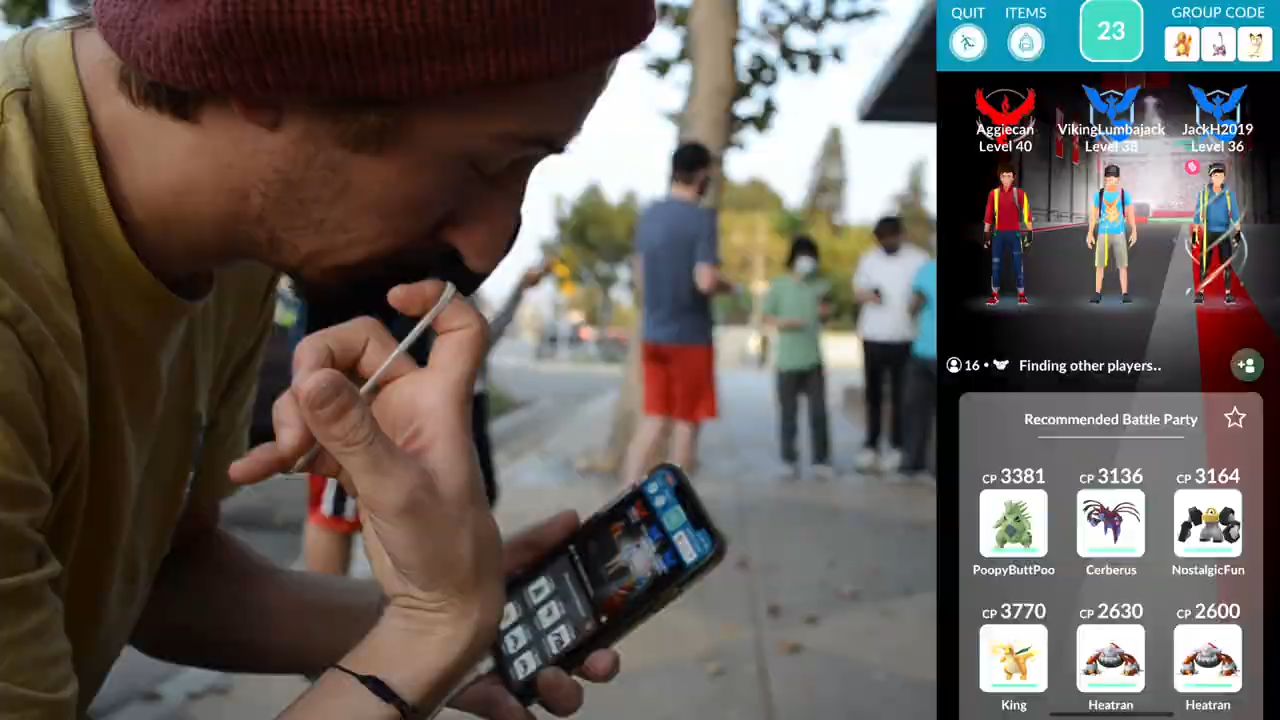 QUIT
ITEMS
23
GROUP CODE
Aggiecan
Level 40
VikingLumbajack
Level 38
JackH2019
Level 36
16 •
Finding other players..
Recommended Battle Party
CP 3381
CP 3136
CP 3164
PoopyButtPoo
Cerberus
NostalgicFun
CP 3770
CP 2630
CP 2600
King
Heatran
Heatran